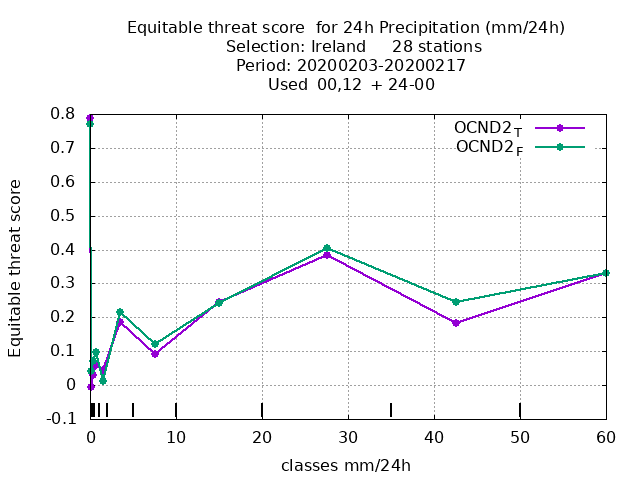 Equitable threat score  for 24h Precipitation (mm/24h)
Selection: Ireland     28 stations
Period: 20200203-20200217
Used  00,12  + 24-00
OCND2_T
OCND2_F
Equitable threat score
0.8
0.7
0.6
0.5
0.4
0.3
0.2
0.1
0
-0.1
0 10 20 30 40 50 60
classes mm/24h